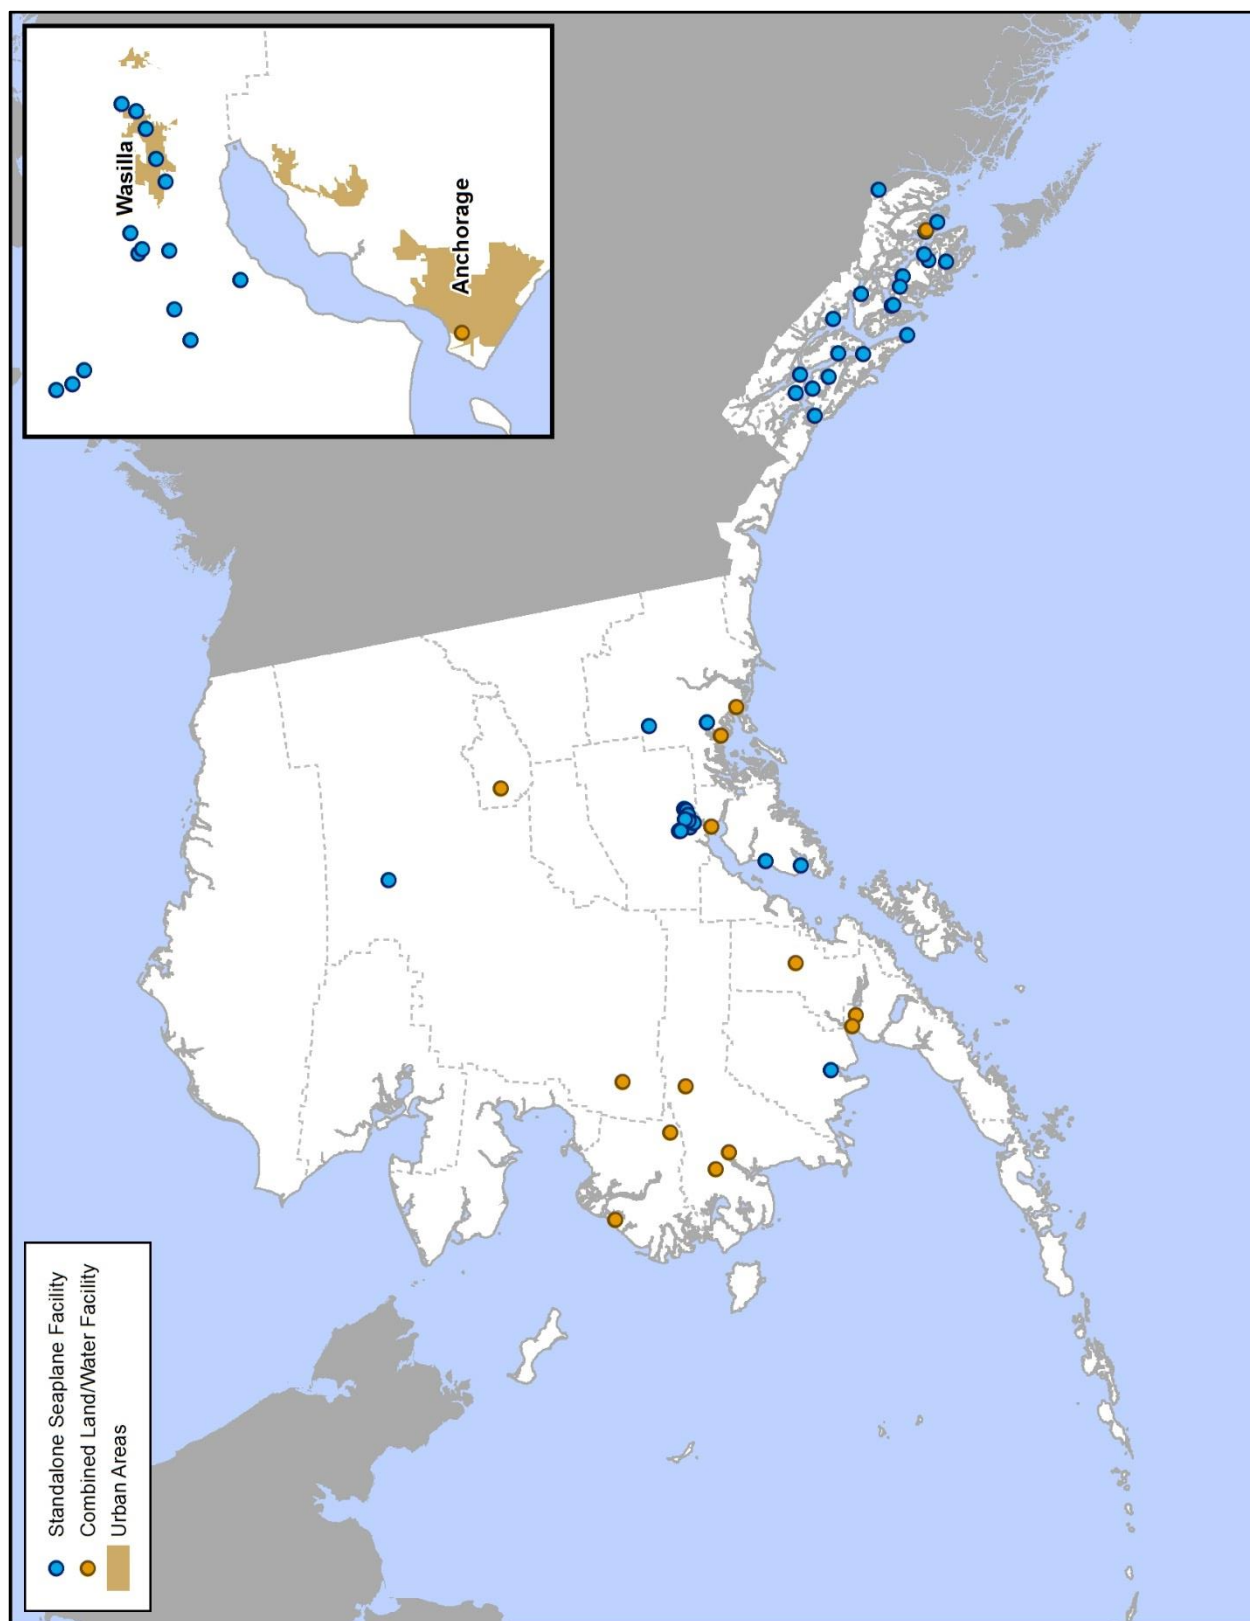 Standalone Seaplane Facility
Combined Land/Water Facility
Urban Areas
Wasilla
Anchorage